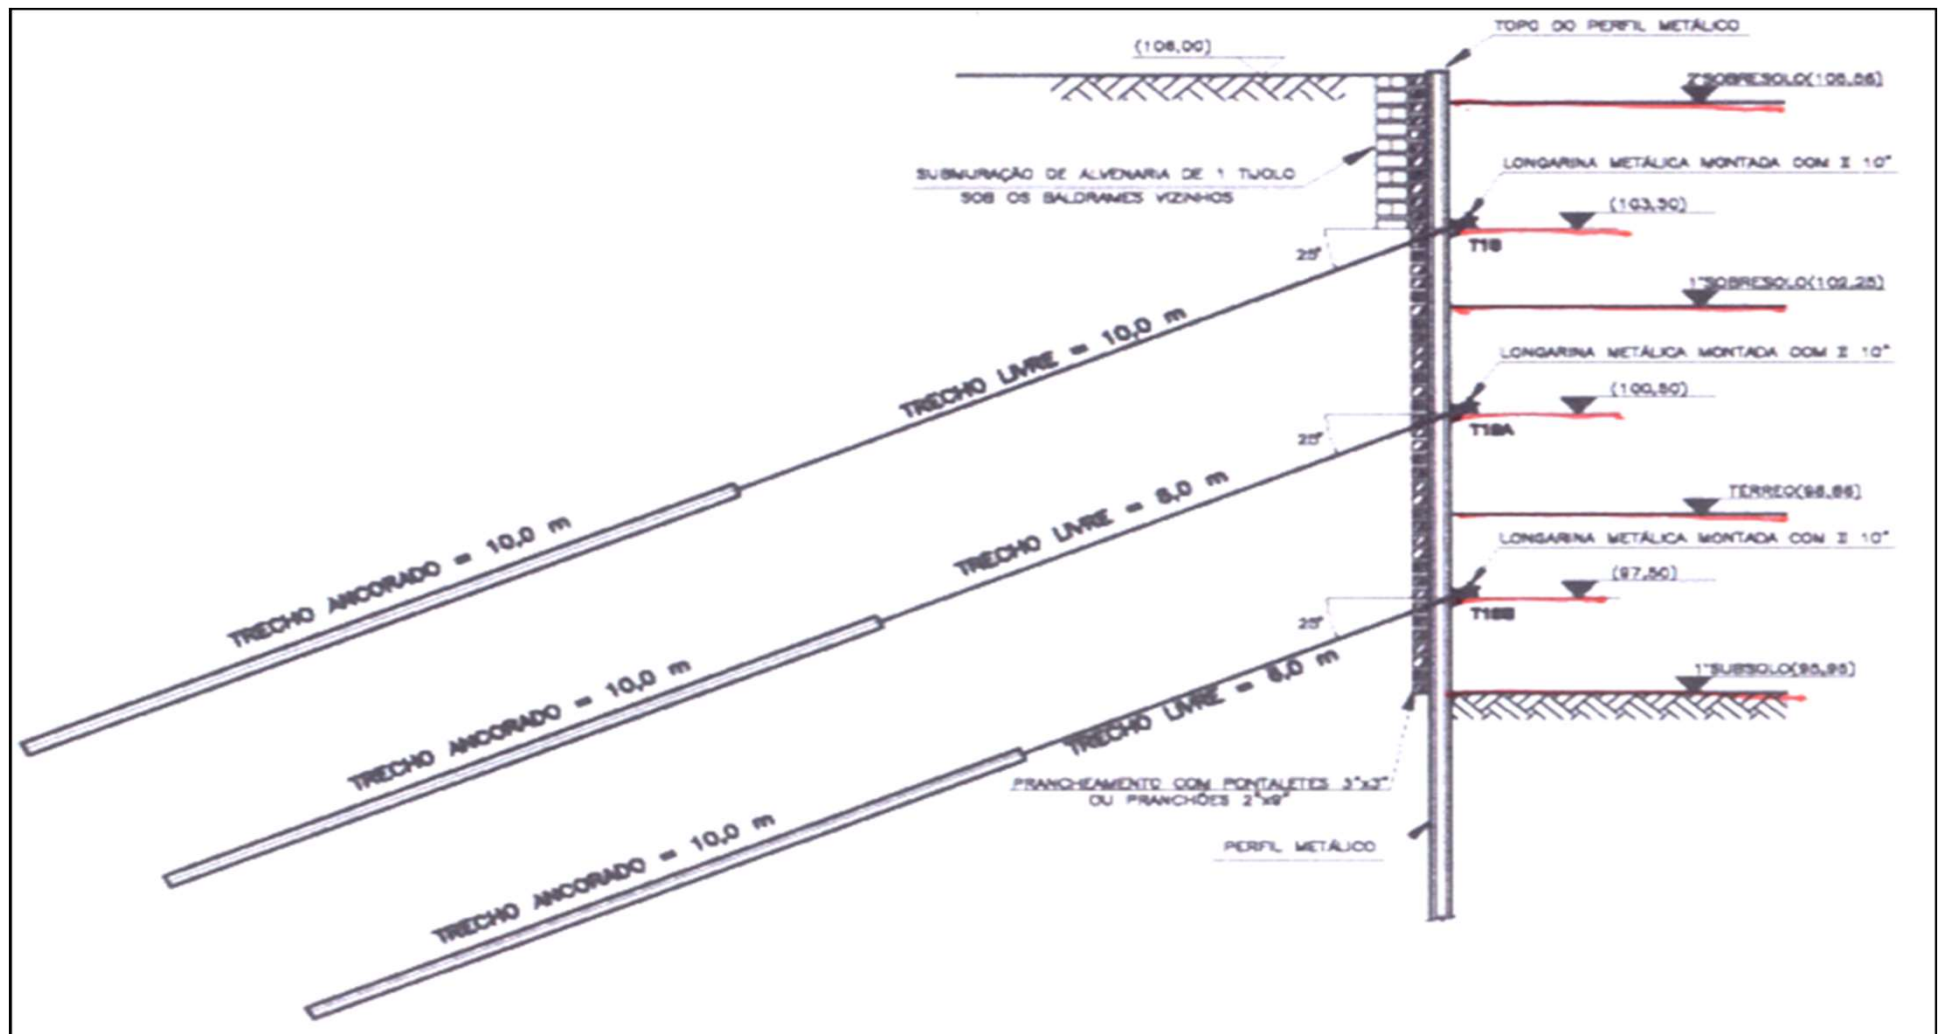 TOPO DO PERFIL METÁLICO
(106,00)
2°SOBRESOLO(105,56)
LONGARINA METÁLICA MONTADA COM I 10"
SUBMURAÇÃO DE ALVENARIA DE 1 TIJOLO
SOB OS BALDRAMES VIZINHOS
(103,50)
T18
25°
1°SOBRESOLO(102,25)
TRECHO LIVRE = 10,0 m
LONGARINA METÁLICA MONTADA COM I 10"
(100,50)
T18A
25°
TRECHO LIVRE = 8,0 m
TERREO(98,86)
TRECHO ANCORADO = 10,0 m
LONGARINA METÁLICA MONTADA COM I 10"
(97,50)
T18B
25°
TRECHO LIVRE = 6,0 m
1°SUBSOLO(95,95)
TRECHO ANCORADO = 10,0 m
PRANCHEAMENTO COM PONTALETES 3"x3"
OU PRANCHÕES 2"x9"
TRECHO ANCORADO = 10,0 m
PERFIL METÁLICO